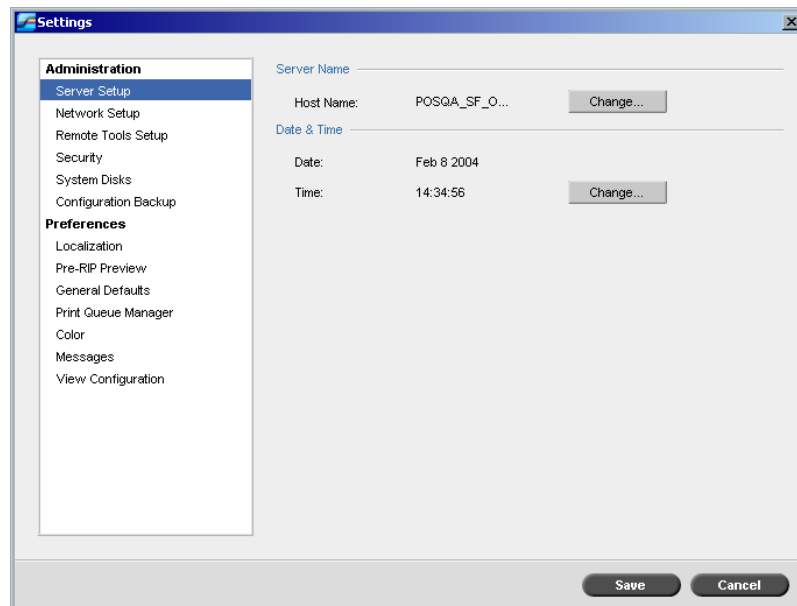 Settings
Administration
Server Setup
Network Setup
Remote Tools Setup
Security
System Disks
Configuration Backup
Preferences
Localization
Pre-RIP Preview
General Defaults
Print Queue Manager
Color
Messages
View Configuration
Server Name
Host Name: POSQA_SF_O... Change...
Date & Time
Date: Feb 8 2004
Time: 14:34:56 Change...
Save Cancel